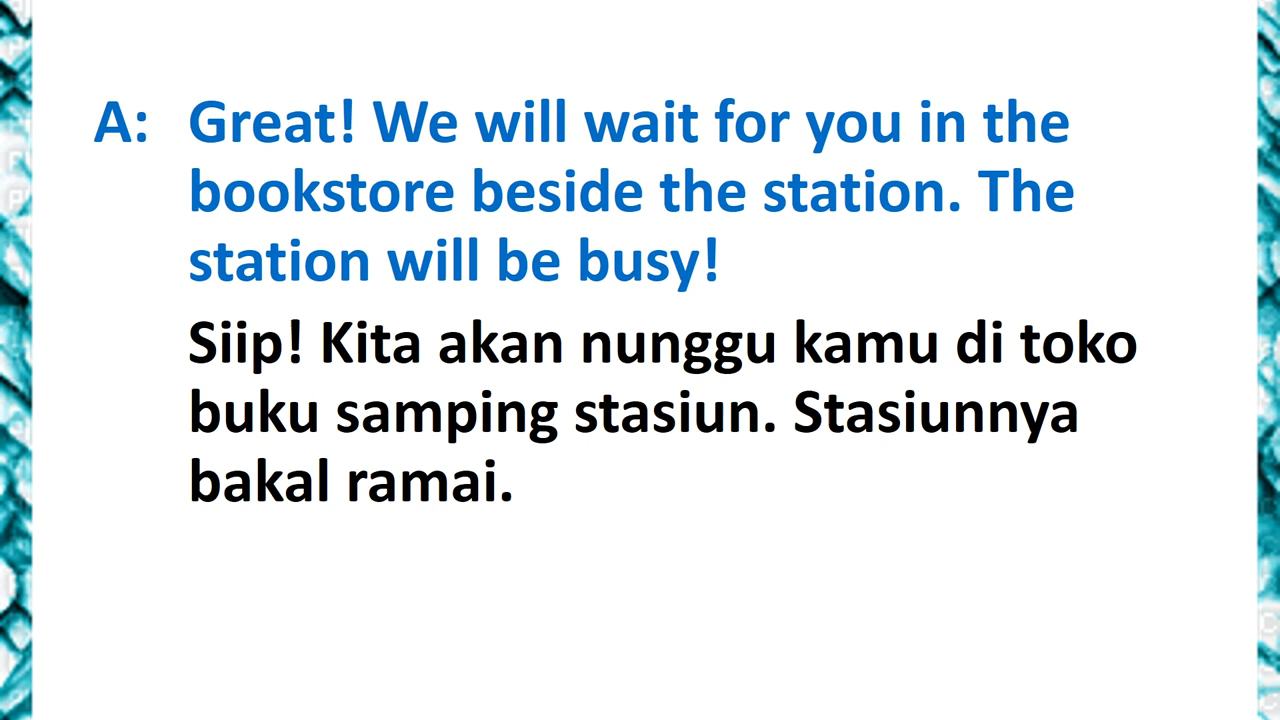 A: Great! We will wait for you in the
bookstore beside the station. The
station will be busy!
Siip! Kita akan nunggu kamu di toko
buku samping stasiun. Stasiunnya
bakal ramai.